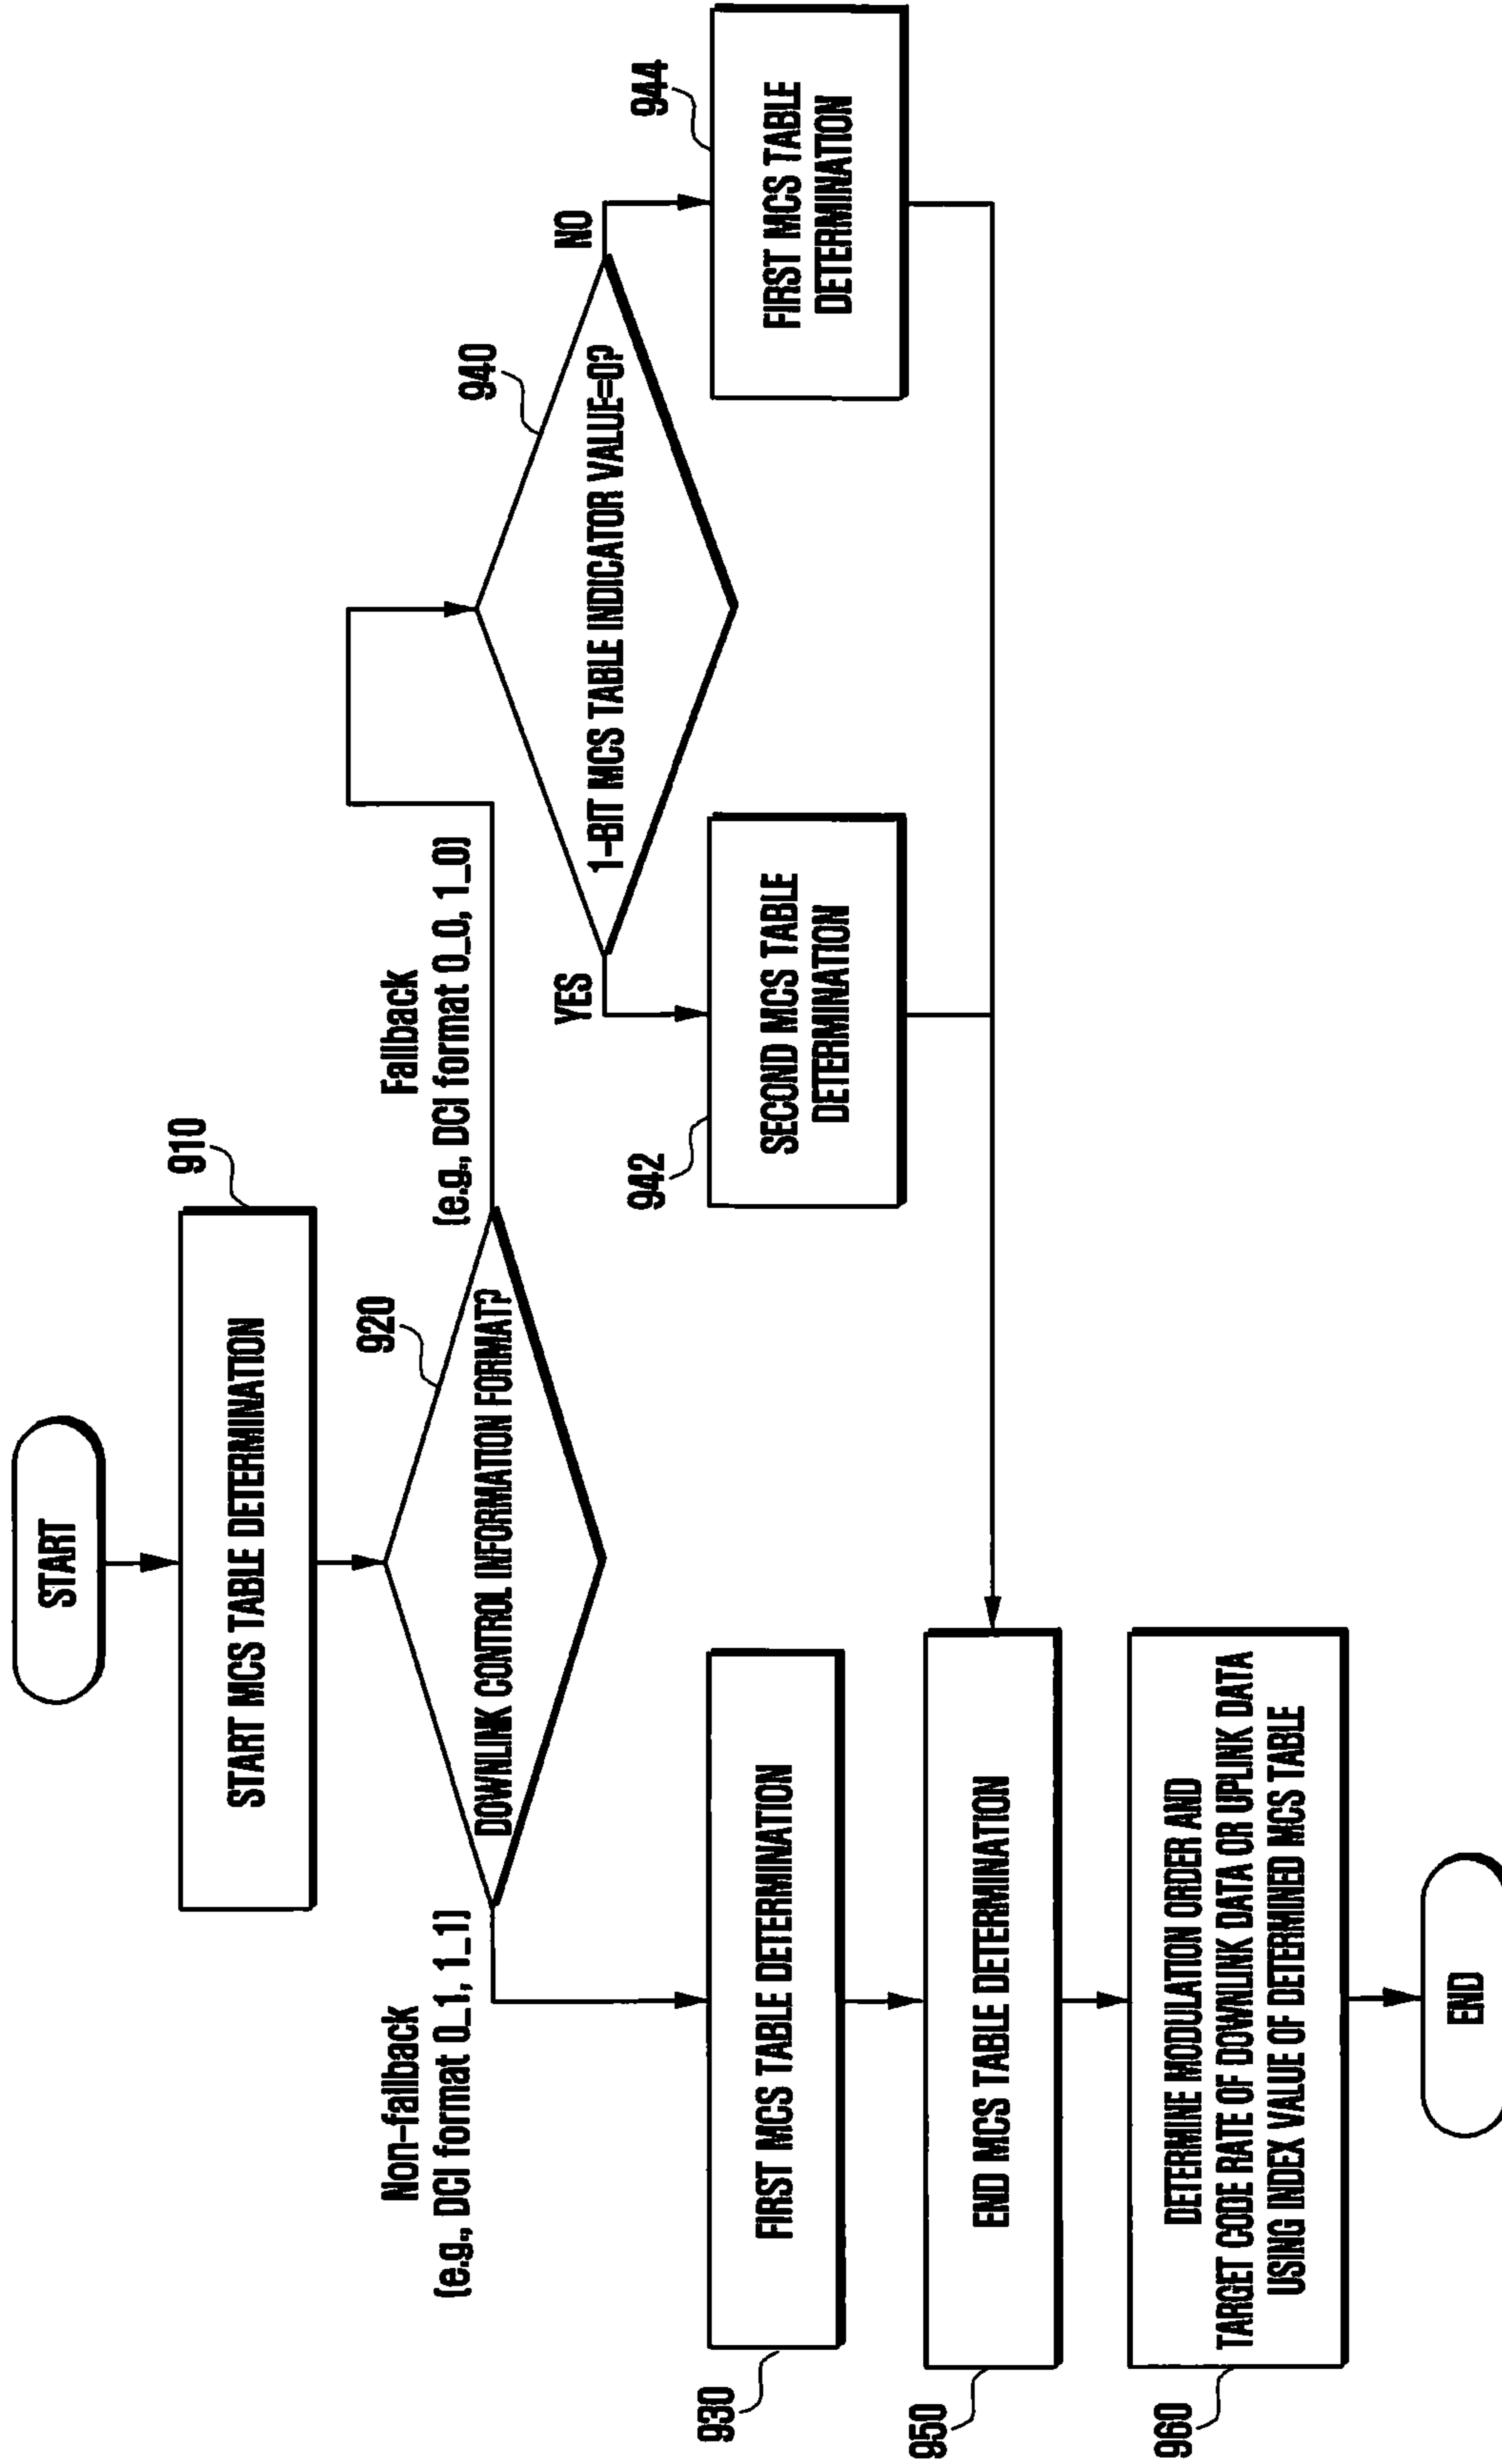 START
910
START MCS TABLE DETERMINATION
920
DOWNLINK CONTROL INFORMATION FORMAT?
Non-fallback
(e.g., DCI format 0_1, 1_1)
Fallback
(e.g., DCI format 0_0, 1_0)
940
1-BIT MCS TABLE INDICATOR VALUE=0?
YES
NO
930
FIRST MCS TABLE DETERMINATION
942
SECOND MCS TABLE
DETERMINATION
944
FIRST MCS TABLE
DETERMINATION
950
END MCS TABLE DETERMINATION
960
DETERMINE MODULATION ORDER AND
TARGET CODE RATE OF DOWNLINK DATA OR UPLINK DATA
USING INDEX VALUE OF DETERMINED MCS TABLE
END